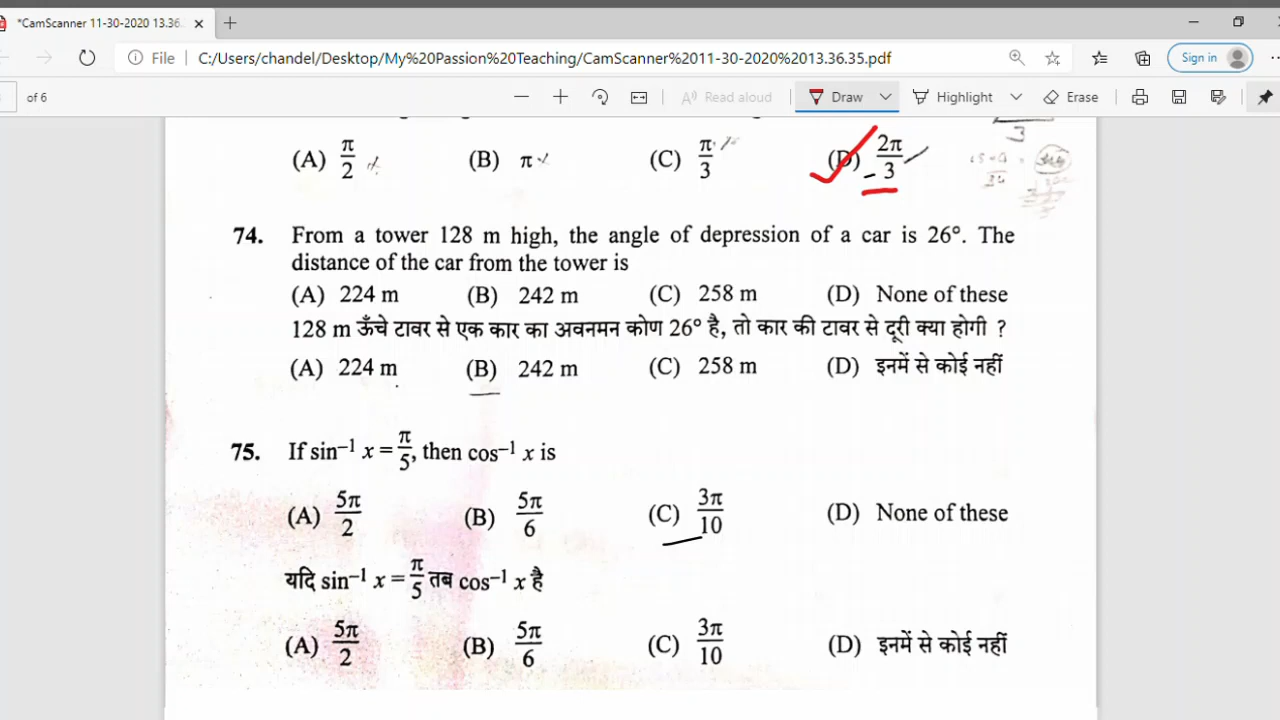 *CamScanner 11-30-2020 13.36
File C:/Users/chandel/Desktop/My%20Passion%20Teaching/CamScanner%2011-30-2020%2013.36.35.pdf Sign in
of 6 Read aloud Draw Highlight Erase
3
(A) π/2 (B) π (C) π/3 (D) 2π/3
74. From a tower 128 m high, the angle of depression of a car is 26°. The
distance of the car from the tower is
(A) 224 m (B) 242 m (C) 258 m (D) None of these
128 m ऊँचे टावर से एक कार का अवनमन कोण 26° है, तो कार की टावर से दूरी क्या होगी ?
(A) 224 m (B) 242 m (C) 258 m (D) इनमें से कोई नहीं
75. If sin⁻¹ x = π/5, then cos⁻¹ x is
(A) 5π/2 (B) 5π/6 (C) 3π/10 (D) None of these
यदि sin⁻¹ x = π/5 तब cos⁻¹ x है
(A) 5π/2 (B) 5π/6 (C) 3π/10 (D) इनमें से कोई नहीं